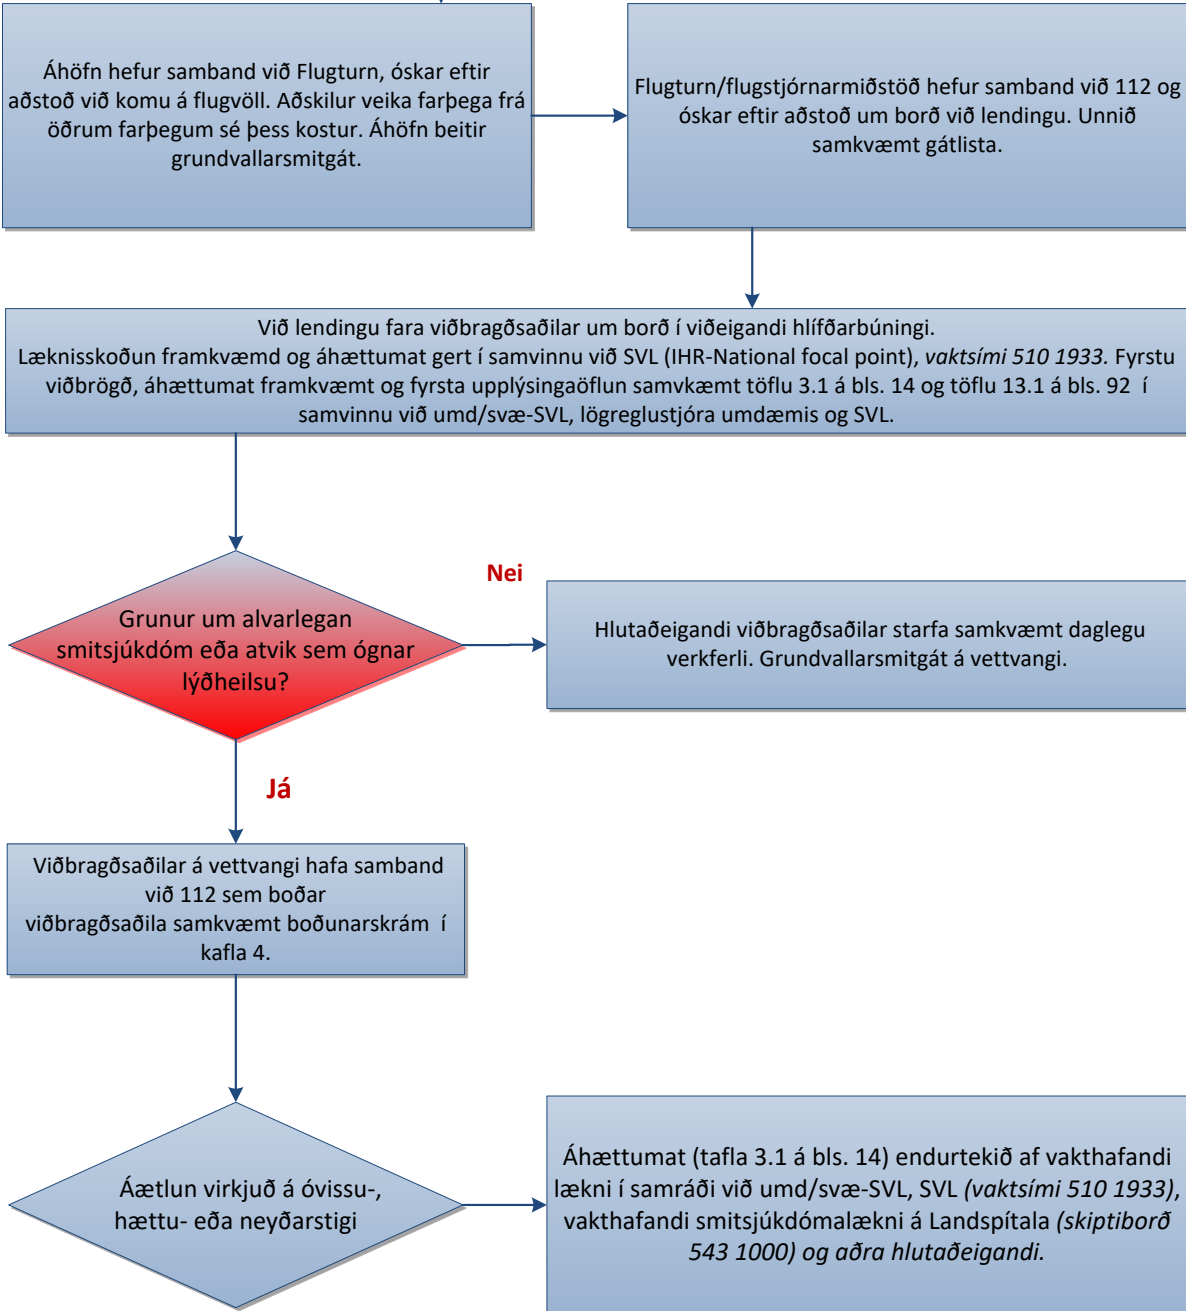 Áhöfn hefur samband við Flugturn, óskar eftir
aðstoð við komu á flugvöll. Aðskilur veika farþega frá
öðrum farþegum sé þess kostur. Áhöfn beitir
grundvallarsmitgát.
Flugturn/flugstjórnarmiðstöð hefur samband við 112 og
óskar eftir aðstoð um borð við lendingu. Unnið
samkvæmt gátlista.
Við lendingu fara viðbragðsaðilar um borð í viðeigandi hlífðarbúningi.
Læknisskoðun framkvæmd og áhættumat gert í samvinnu við SVL (IHR-National focal point), vaktsími 510 1933. Fyrstu
viðbrögð, áhættumat framkvæmt og fyrsta upplýsingaöflun samvkæmt töflu 3.1 á bls. 14 og töflu 13.1 á bls. 92 í
samvinnu við umd/svæ-SVL, lögreglustjóra umdæmis og SVL.
Grunur um alvarlegan
smitsjúkdóm eða atvik sem ógnar
lýðheilsu?
Nei
Hlutaðeigandi viðbragðsaðilar starfa samkvæmt daglegu
verkferli. Grundvallarsmitgát á vettvangi.
Já
Viðbragðsaðilar á vettvangi hafa samband
við 112 sem boðar
viðbragðsaðila samkvæmt boðunarskrám í
kafla 4.
Áætlun virkjuð á óvissu-,
hættu- eða neyðarstigi
Áhættumat (tafla 3.1 á bls. 14) endurtekið af vakthafandi
lækni í samráði við umd/svæ-SVL, SVL (vaktsími 510 1933),
vakthafandi smitsjúkdómalækni á Landspítala (skiptiborð
543 1000) og aðra hlutaðeigandi.